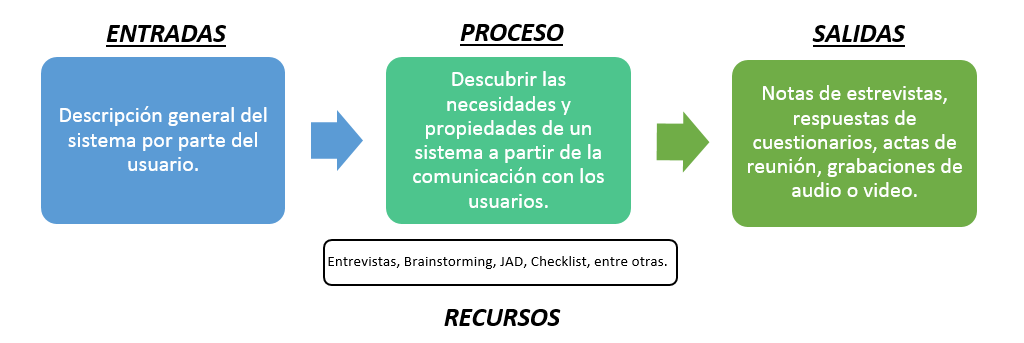 ENTRADAS
PROCESO
SALIDAS
Descripción general del
sistema por parte del
usuario.
Descubrir las
necesidades y
propiedades de un
sistema a partir de la
comunicación con los
usuarios.
Notas de estrevistas,
respuestas de
cuestionarios, actas de
reunión, grabaciones de
audio o video.
Entrevistas, Brainstorming, JAD, Checklist, entre otras.
RECURSOS